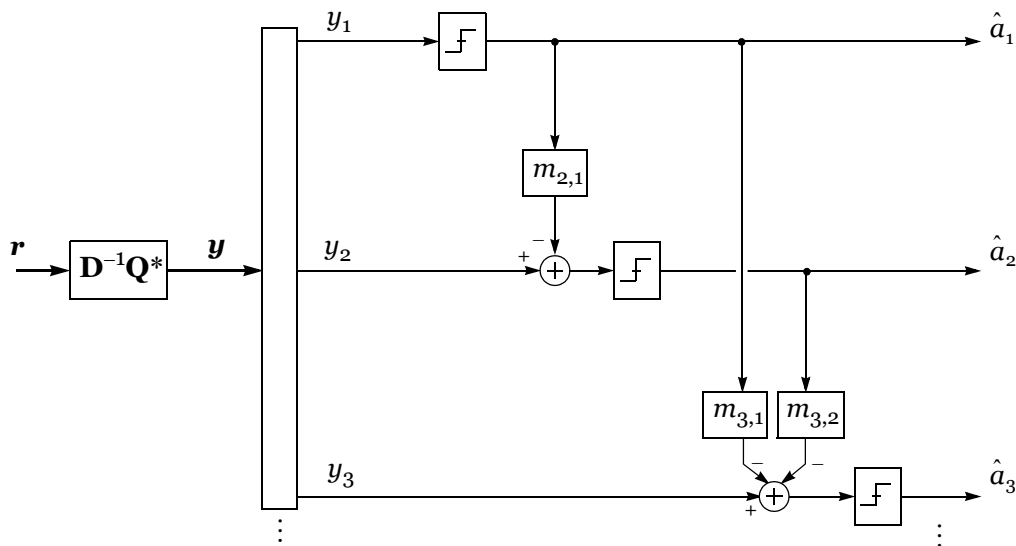 y₁
â₁
m₂,₁
r
D⁻¹Q*
y
y₂
−
+
+
â₂
m₃,₁
m₃,₂
y₃
−
−
+
+
â₃
⋮
⋮